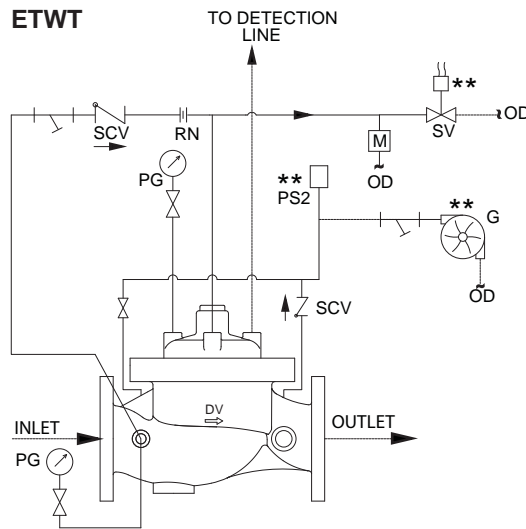 ETWT
TO DETECTION
LINE
**
SCV
RN
SV
OD
PG
M
OD
**
PS2
**
G
OD
SCV
DV
INLET
OUTLET
PG